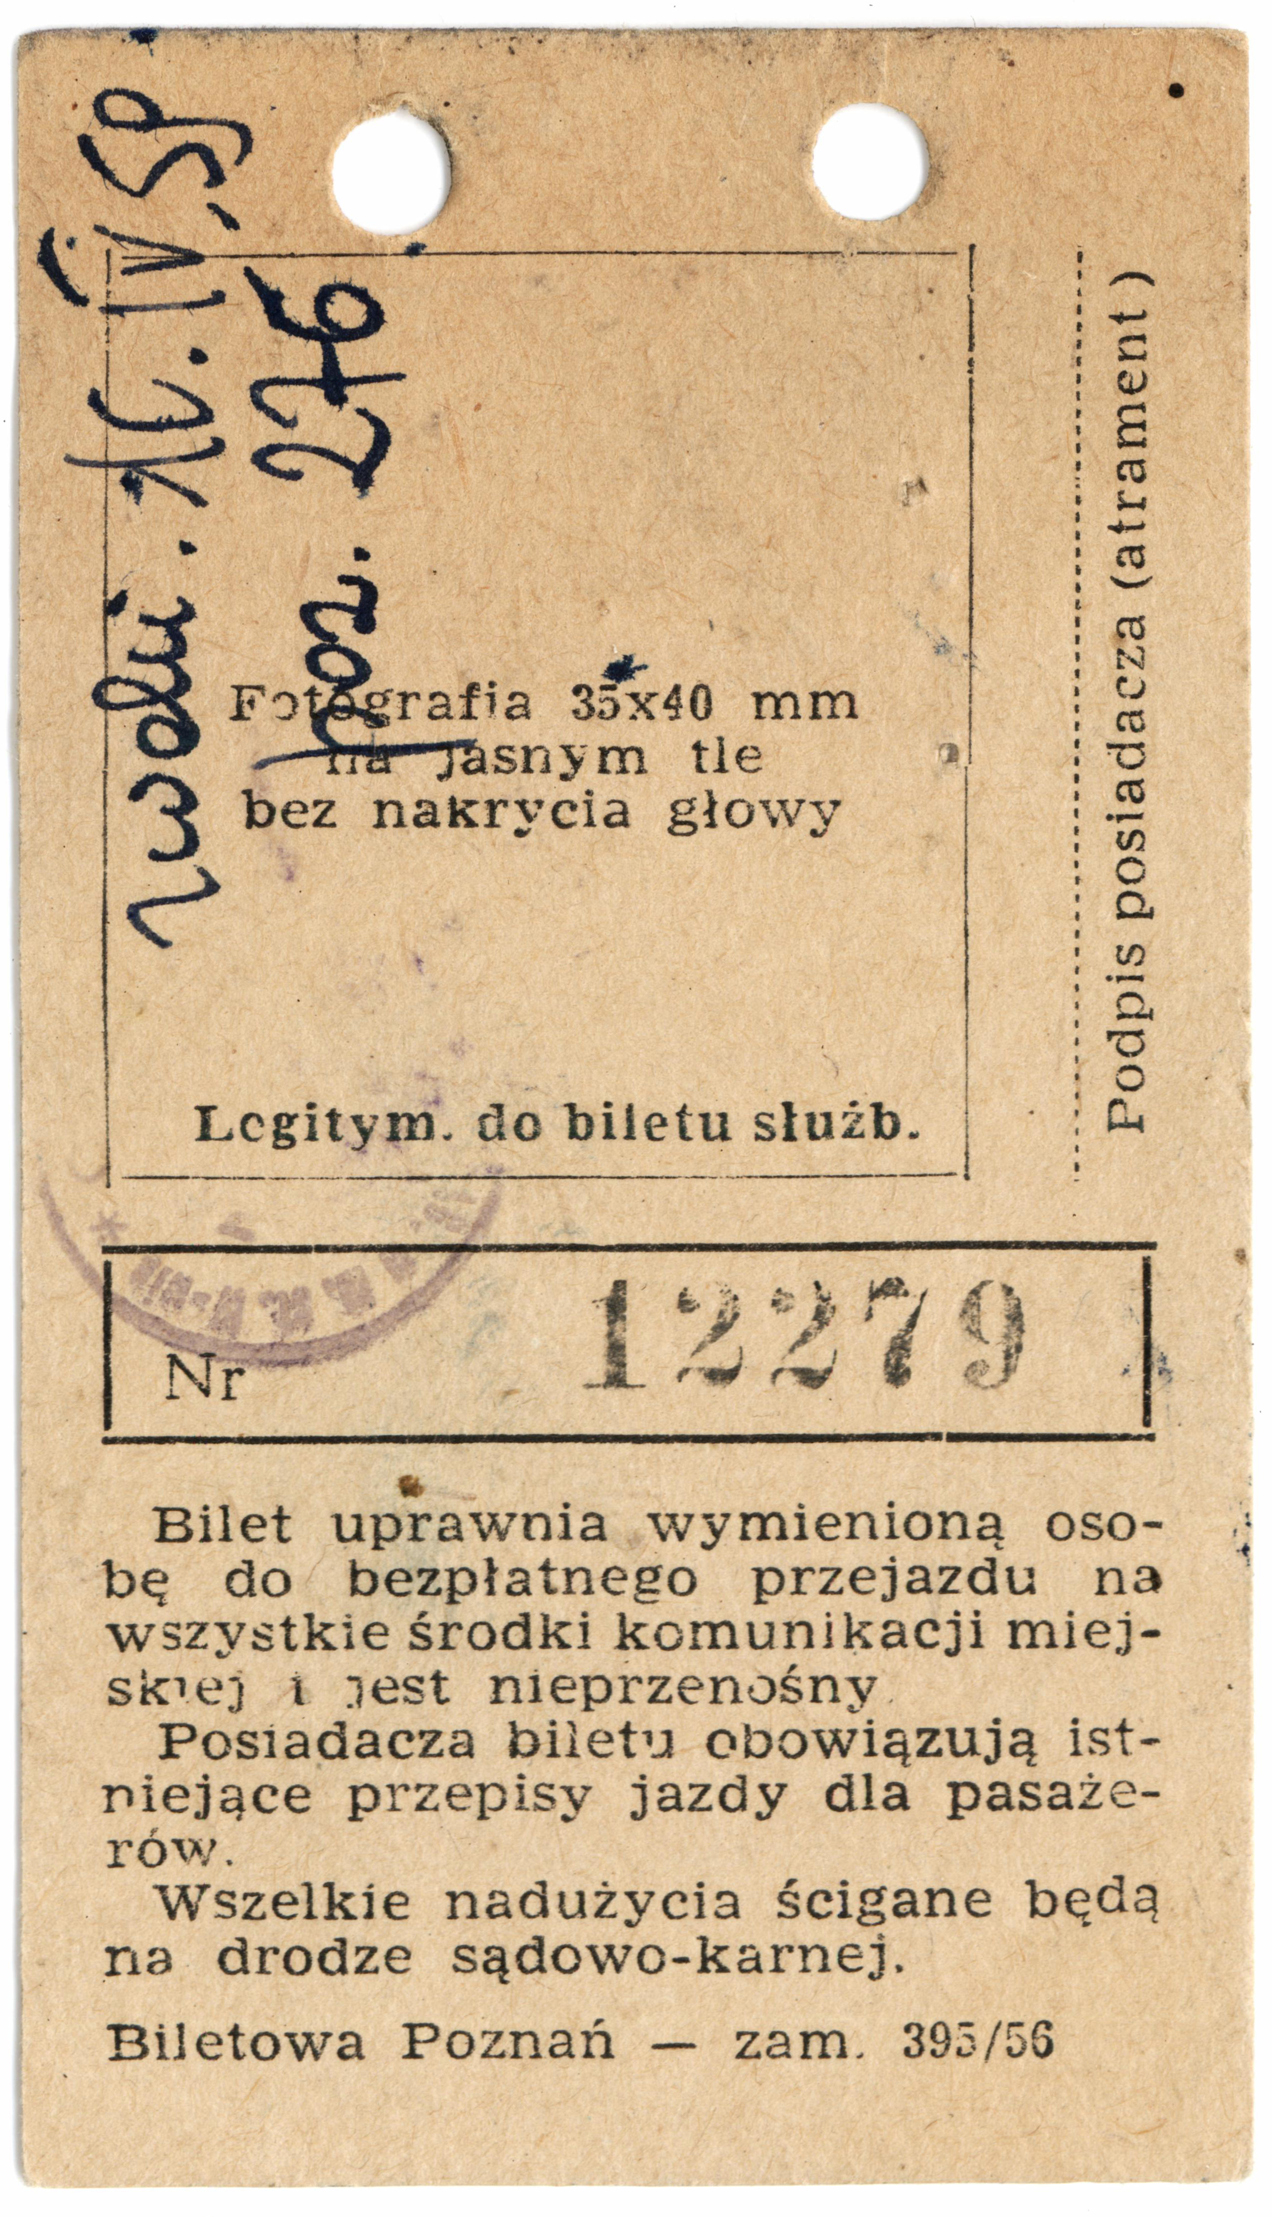 zwolni. 16. IV. 59.
poz. 276.
Fotografia 35x40 mm
na jasnym tle
bez nakrycia głowy
Legitym. do biletu służb.
Podpis posiadacza (atrament)
Nr 12279
Bilet uprawnia wymienioną oso-
bę do bezpłatnego przejazdu na
wszystkie środki komunikacji miej-
skiej i jest nieprzenośny.
Posiadacza biletu obowiązują ist-
niejące przepisy jazdy dla pasaże-
rów.
Wszelkie nadużycia ścigane będą
na drodze sądowo-karnej.
Biletowa Poznań — zam. 395/56